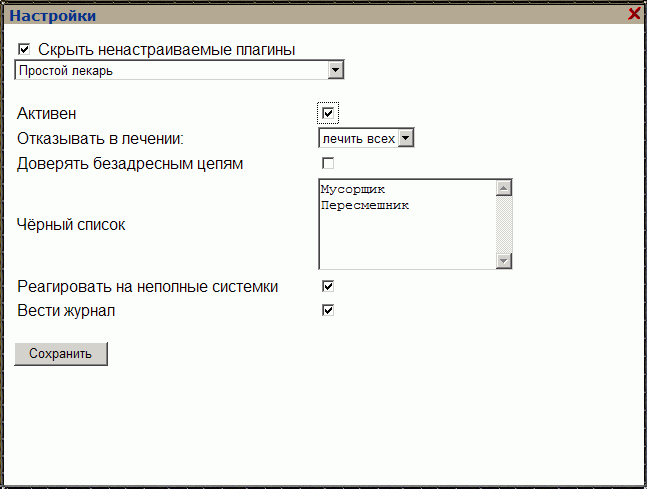 Настройки
Скрыть ненастраиваемые плагины
Простой лекарь
Активен
Отказывать в лечении: лечить всех
Доверять безадресным цепям
Мусорщик
Пересмешник
Чёрный список
Реагировать на неполные системки
Вести журнал
Сохранить